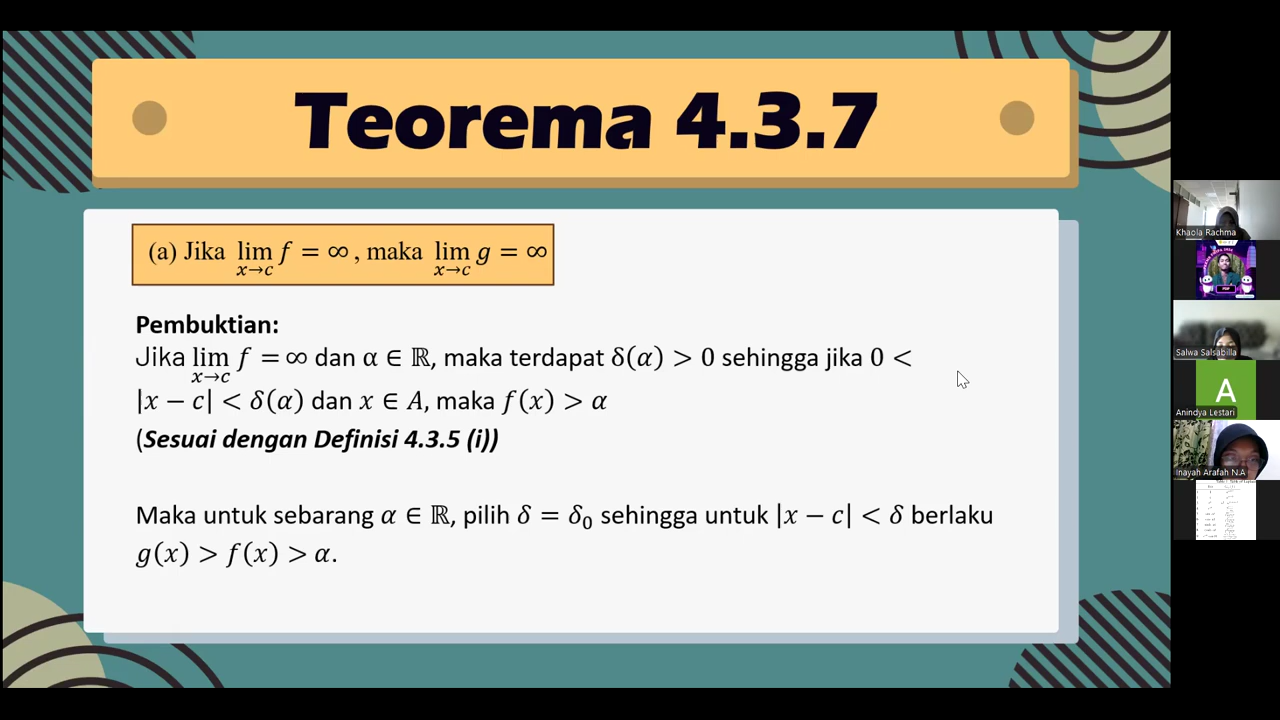 Teorema 4.3.7
(a) Jika lim x→c f = ∞ , maka lim x→c g = ∞
Pembuktian:
Jika lim x→c f = ∞ dan α ∈ ℝ, maka terdapat δ(α) > 0 sehingga jika 0 <
|x − c| < δ(α) dan x ∈ A, maka f(x) > α
(Sesuai dengan Definisi 4.3.5 (i))
Maka untuk sebarang α ∈ ℝ, pilih δ = δ₀ sehingga untuk |x − c| < δ berlaku
g(x) > f(x) > α.
Khaola Rachma
Salwa Salsabilla
A
Anindya Lestari
Inayah Arafah N.A